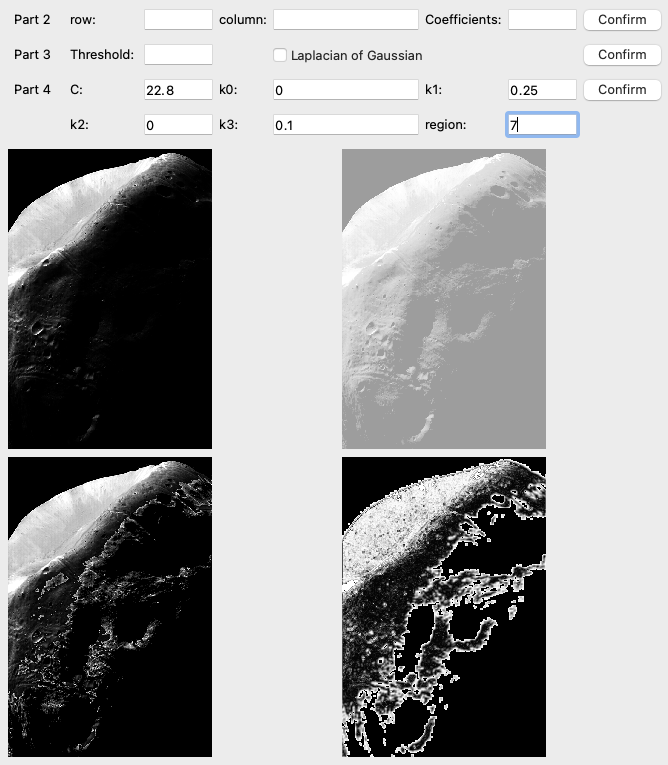 Part 2 row: column: Coefficients: Confirm
Part 3 Threshold: Laplacian of Gaussian Confirm
Part 4 C: 22.8 k0: 0 k1: 0.25 Confirm
k2: 0 k3: 0.1 region: 7